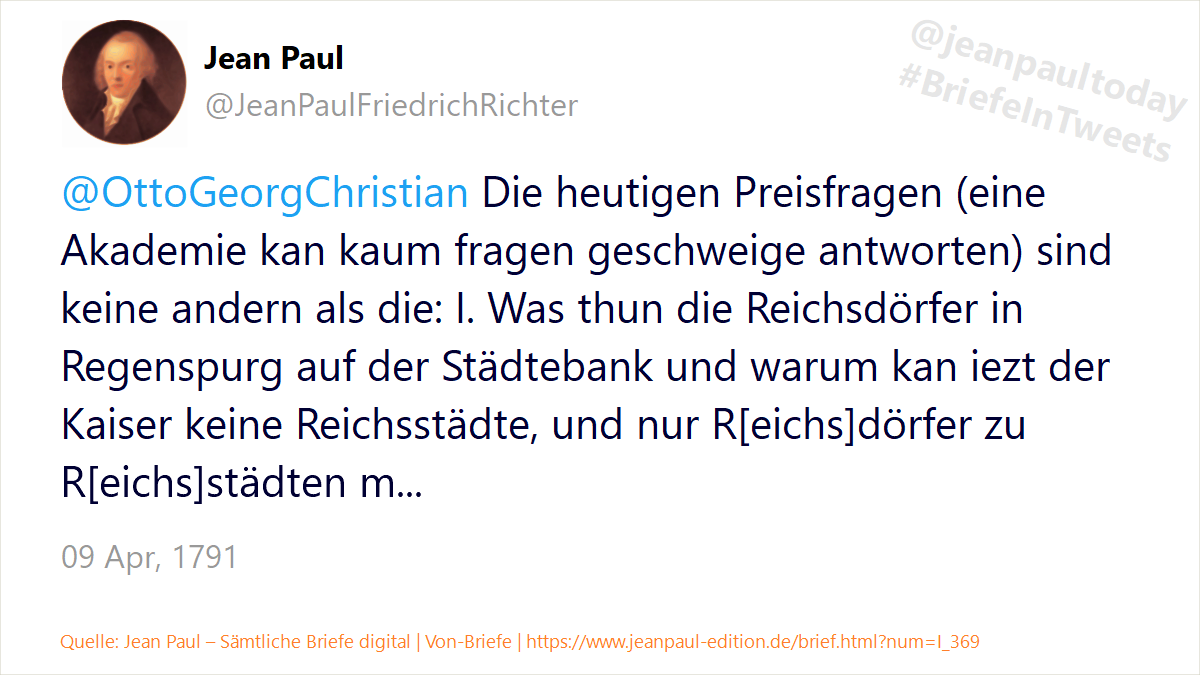 Jean Paul
@JeanPaulFriedrichRichter
@jeanpaultoday
#BriefeInTweets
@OttoGeorgChristian Die heutigen Preisfragen (eine
Akademie kan kaum fragen geschweige antworten) sind
keine andern als die: I. Was thun die Reichsdörfer in
Regenspurg auf der Städtebank und warum kan iezt der
Kaiser keine Reichsstädte, und nur R[eichs]dörfer zu
R[eichs]städten m...
09 Apr, 1791
Quelle: Jean Paul – Sämtliche Briefe digital | Von-Briefe | https://www.jeanpaul-edition.de/brief.html?num=I_369